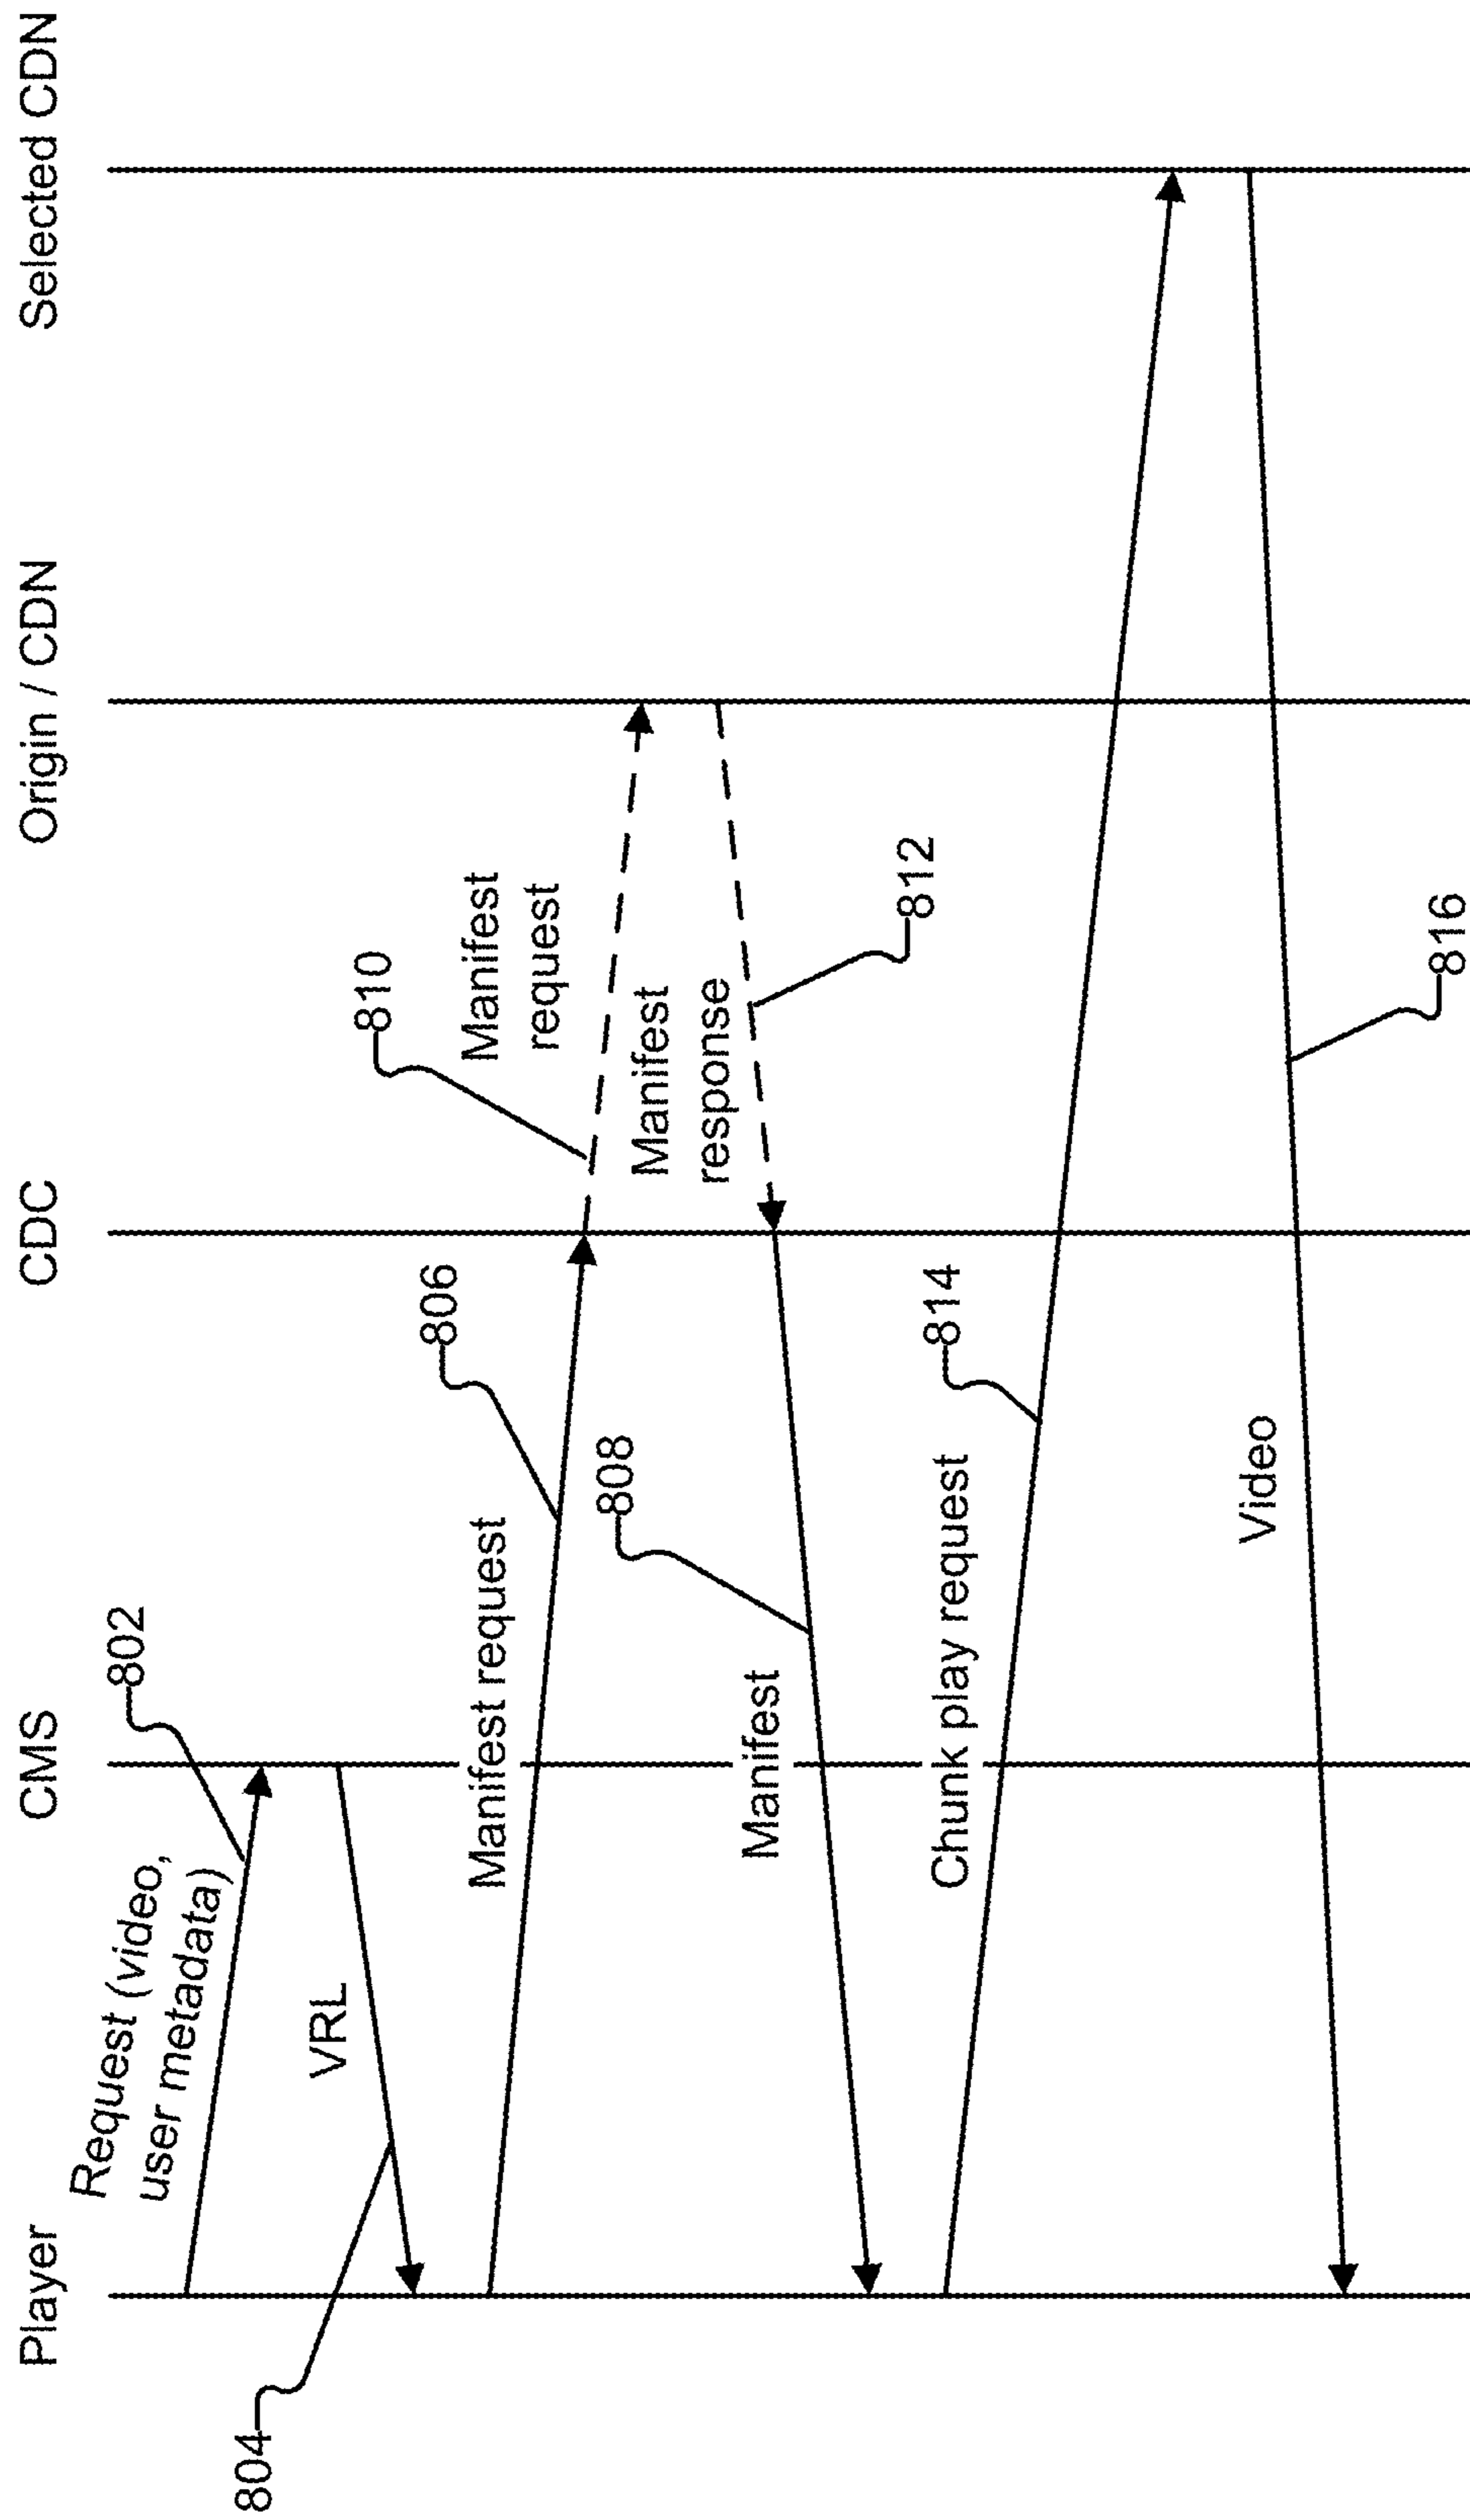 Player
CMS
CDC
Origin / CDN
Selected CDN
802
Request (video,
user metadata)
VRL
804
806
Manifest request
810
Manifest
request
Manifest
response
812
808
Manifest
814
Chunk play request
Video
816